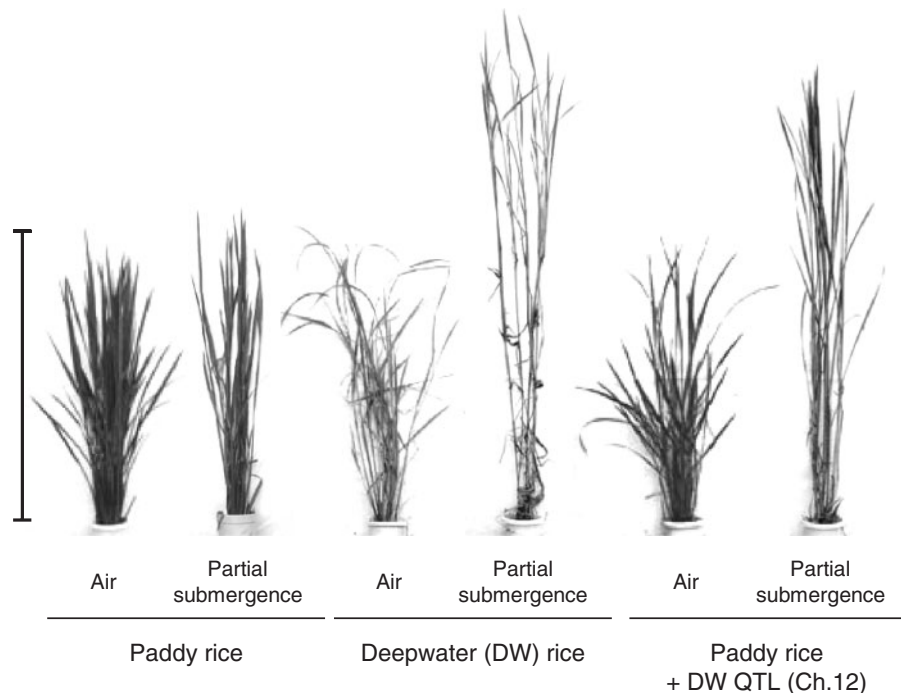 Air
Partial
submergence
Air
Partial
submergence
Air
Partial
submergence
Paddy rice
Deepwater (DW) rice
Paddy rice
+ DW QTL (Ch.12)